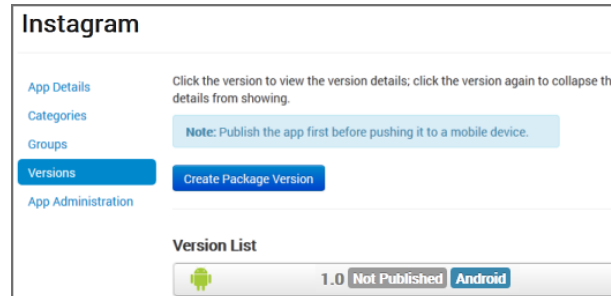 Instagram
App Details
Categories
Groups
Versions
App Administration
Click the version to view the version details; click the version again to collapse th
details from showing.
Note: Publish the app first before pushing it to a mobile device.
Create Package Version
Version List
1.0 Not Published Android